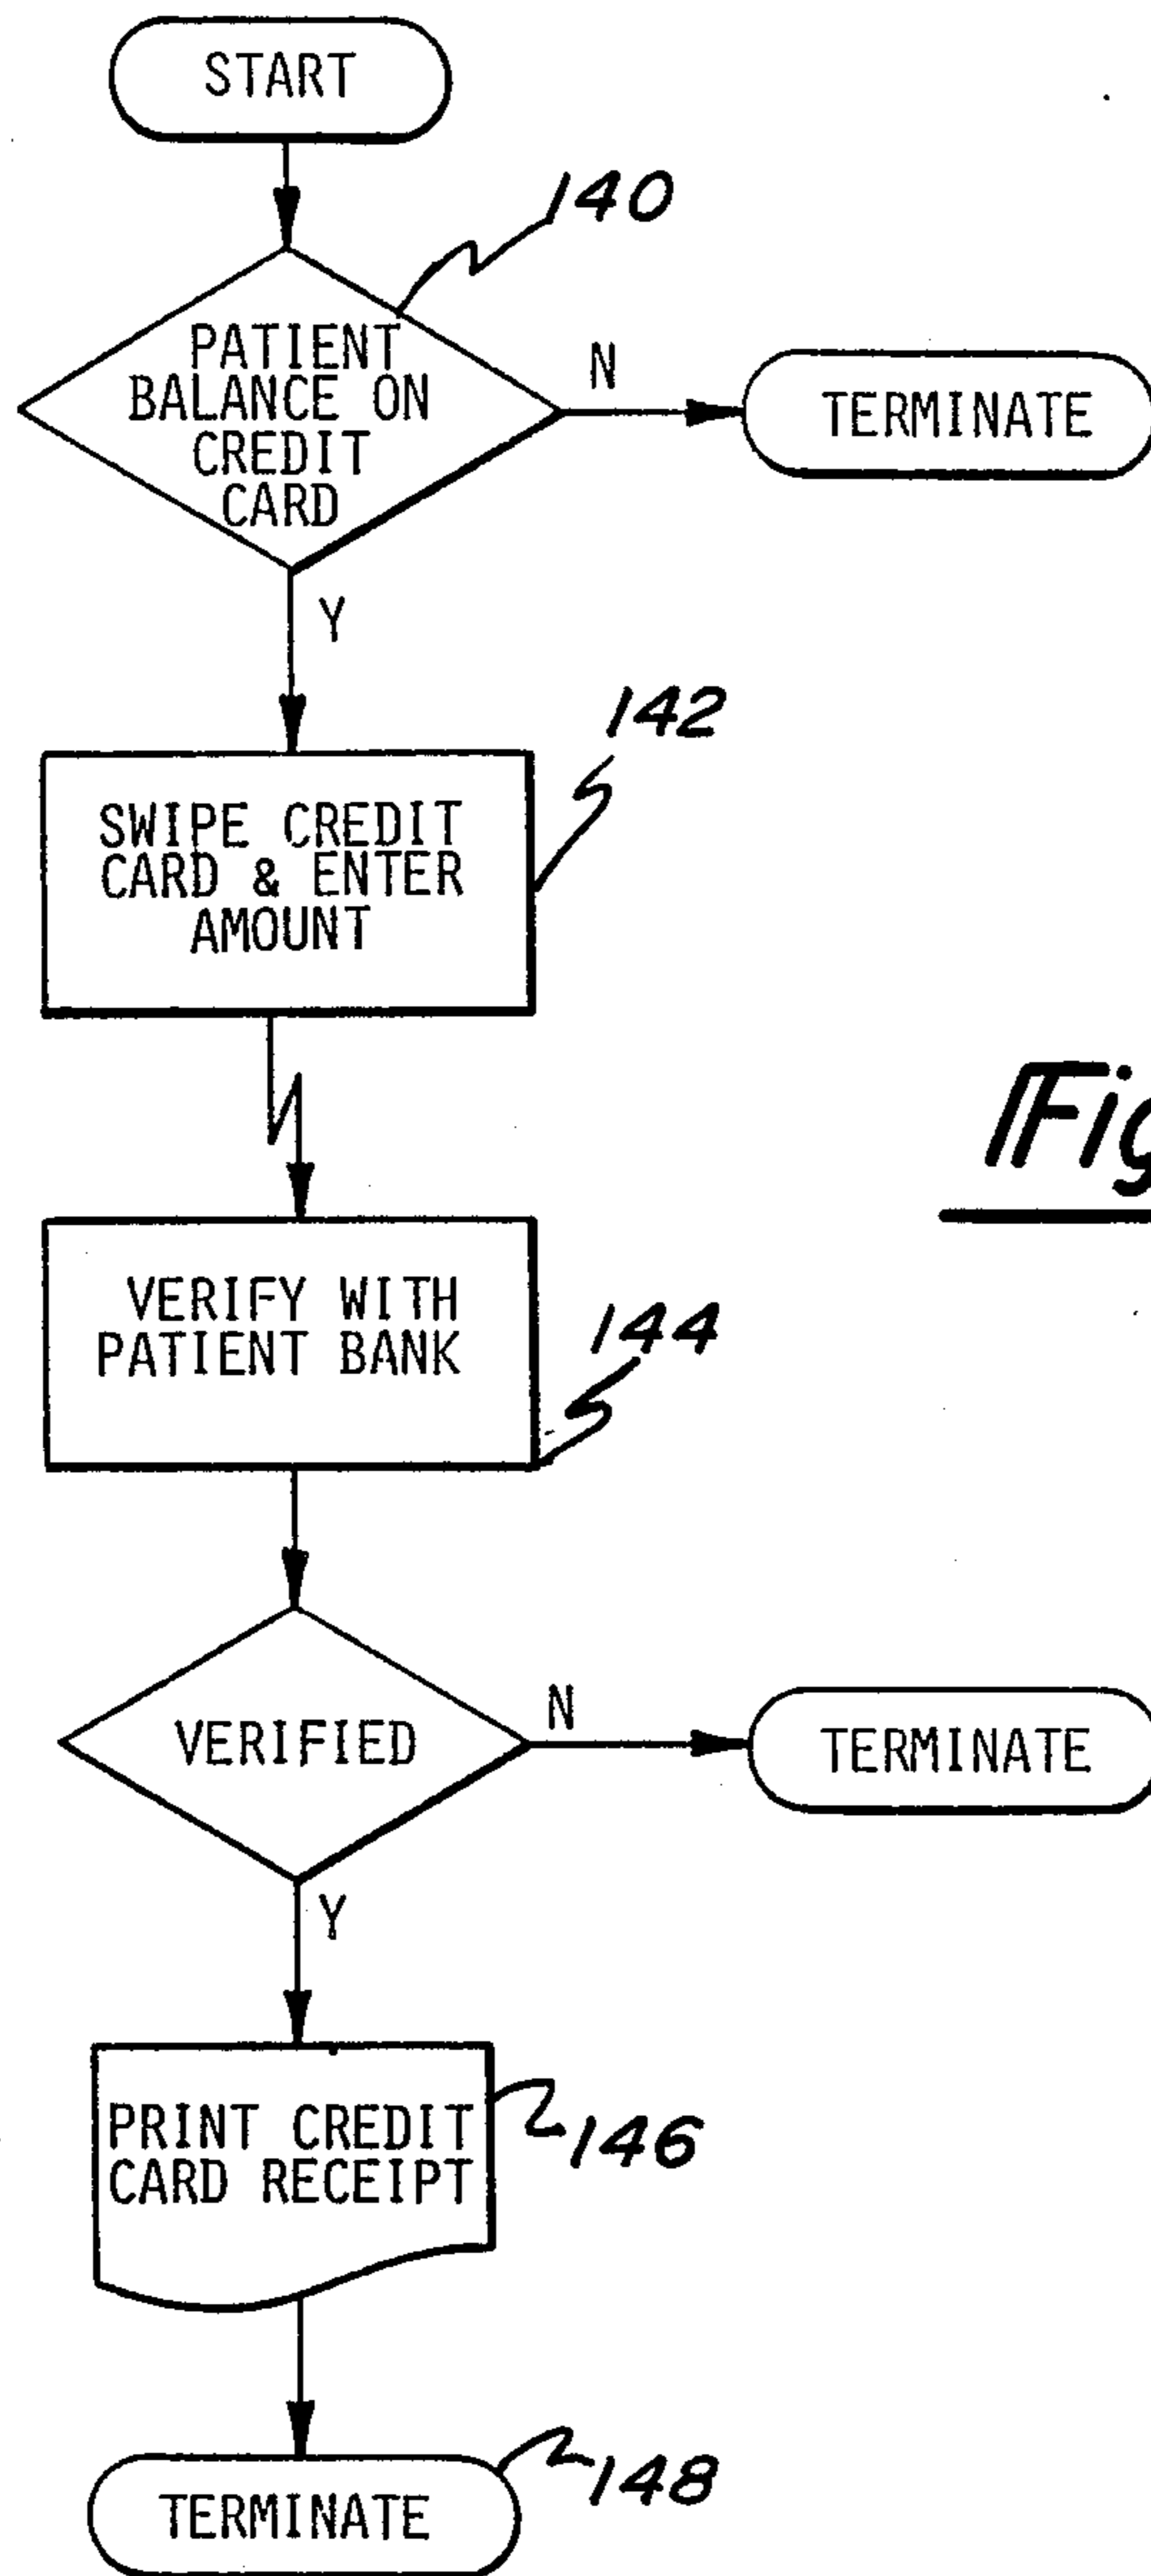 START
140
PATIENT
BALANCE ON
CREDIT
CARD
N
TERMINATE
Y
142
SWIPE CREDIT
CARD & ENTER
AMOUNT
Fig
VERIFY WITH
PATIENT BANK
144
VERIFIED
N
TERMINATE
Y
PRINT CREDIT
CARD RECEIPT
146
TERMINATE
148